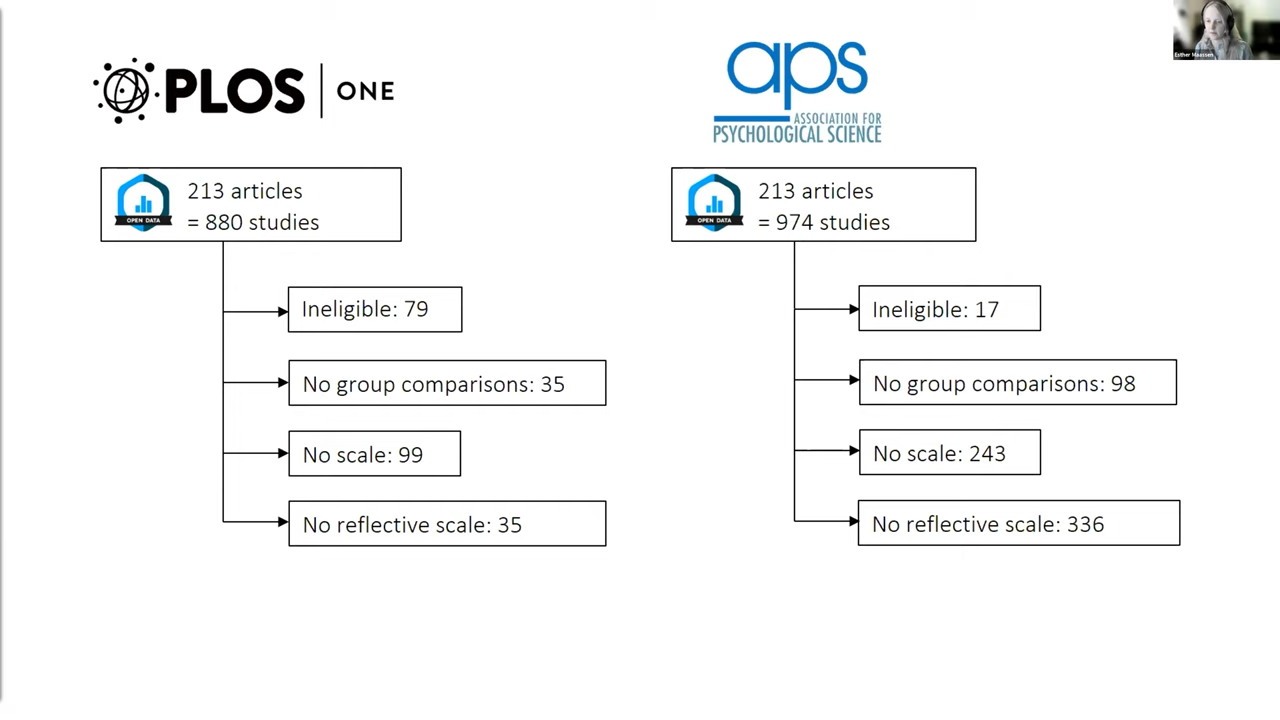 PLOS ONE
213 articles
= 880 studies
OPEN DATA
Ineligible: 79
No group comparisons: 35
No scale: 99
No reflective scale: 35
aps
ASSOCIATION FOR
PSYCHOLOGICAL SCIENCE
213 articles
= 974 studies
OPEN DATA
Ineligible: 17
No group comparisons: 98
No scale: 243
No reflective scale: 336
Esther Maassen